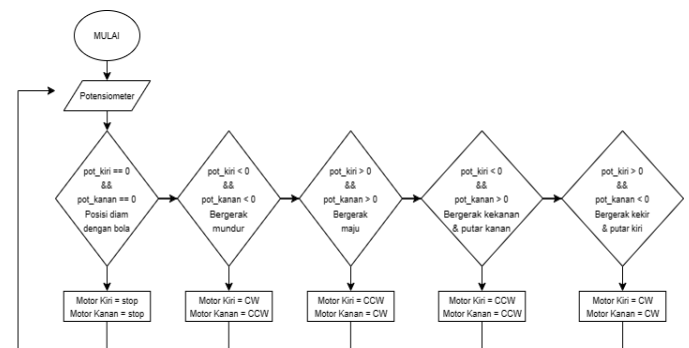 MULAI
Potensiometer
pot_kiri == 0
&&
pot_kanan == 0
Posisi diam
dengan bola
pot_kiri < 0
&&
pot_kanan < 0
Bergerak
mundur
pot_kiri > 0
&&
pot_kanan > 0
Bergerak
maju
pot_kiri < 0
&&
pot_kanan > 0
Bergerak kekanan
& putar kanan
pot_kiri > 0
&&
pot_kanan < 0
Bergerak kekir
& putar kiri
Motor Kiri = stop
Motor Kanan = stop
Motor Kiri = CW
Motor Kanan = CCW
Motor Kiri = CCW
Motor Kanan = CW
Motor Kiri = CCW
Motor Kanan = CCW
Motor Kiri = CW
Motor Kanan = CW